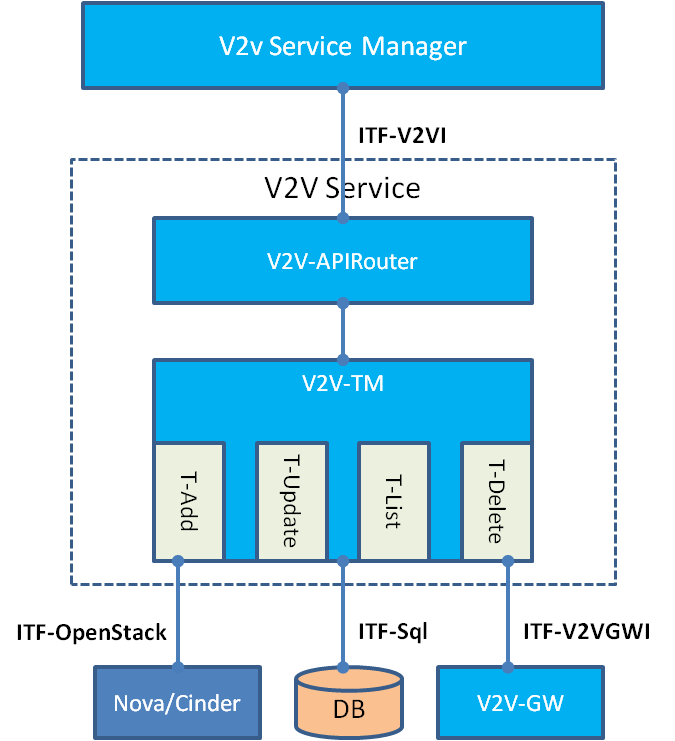 V2v Service Manager
ITF-V2VI
V2V Service
V2V-APIRouter
V2V-TM
T-Add
T-Update
T-List
T-Delete
ITF-OpenStack
ITF-Sql
ITF-V2VGWI
Nova/Cinder
DB
V2V-GW